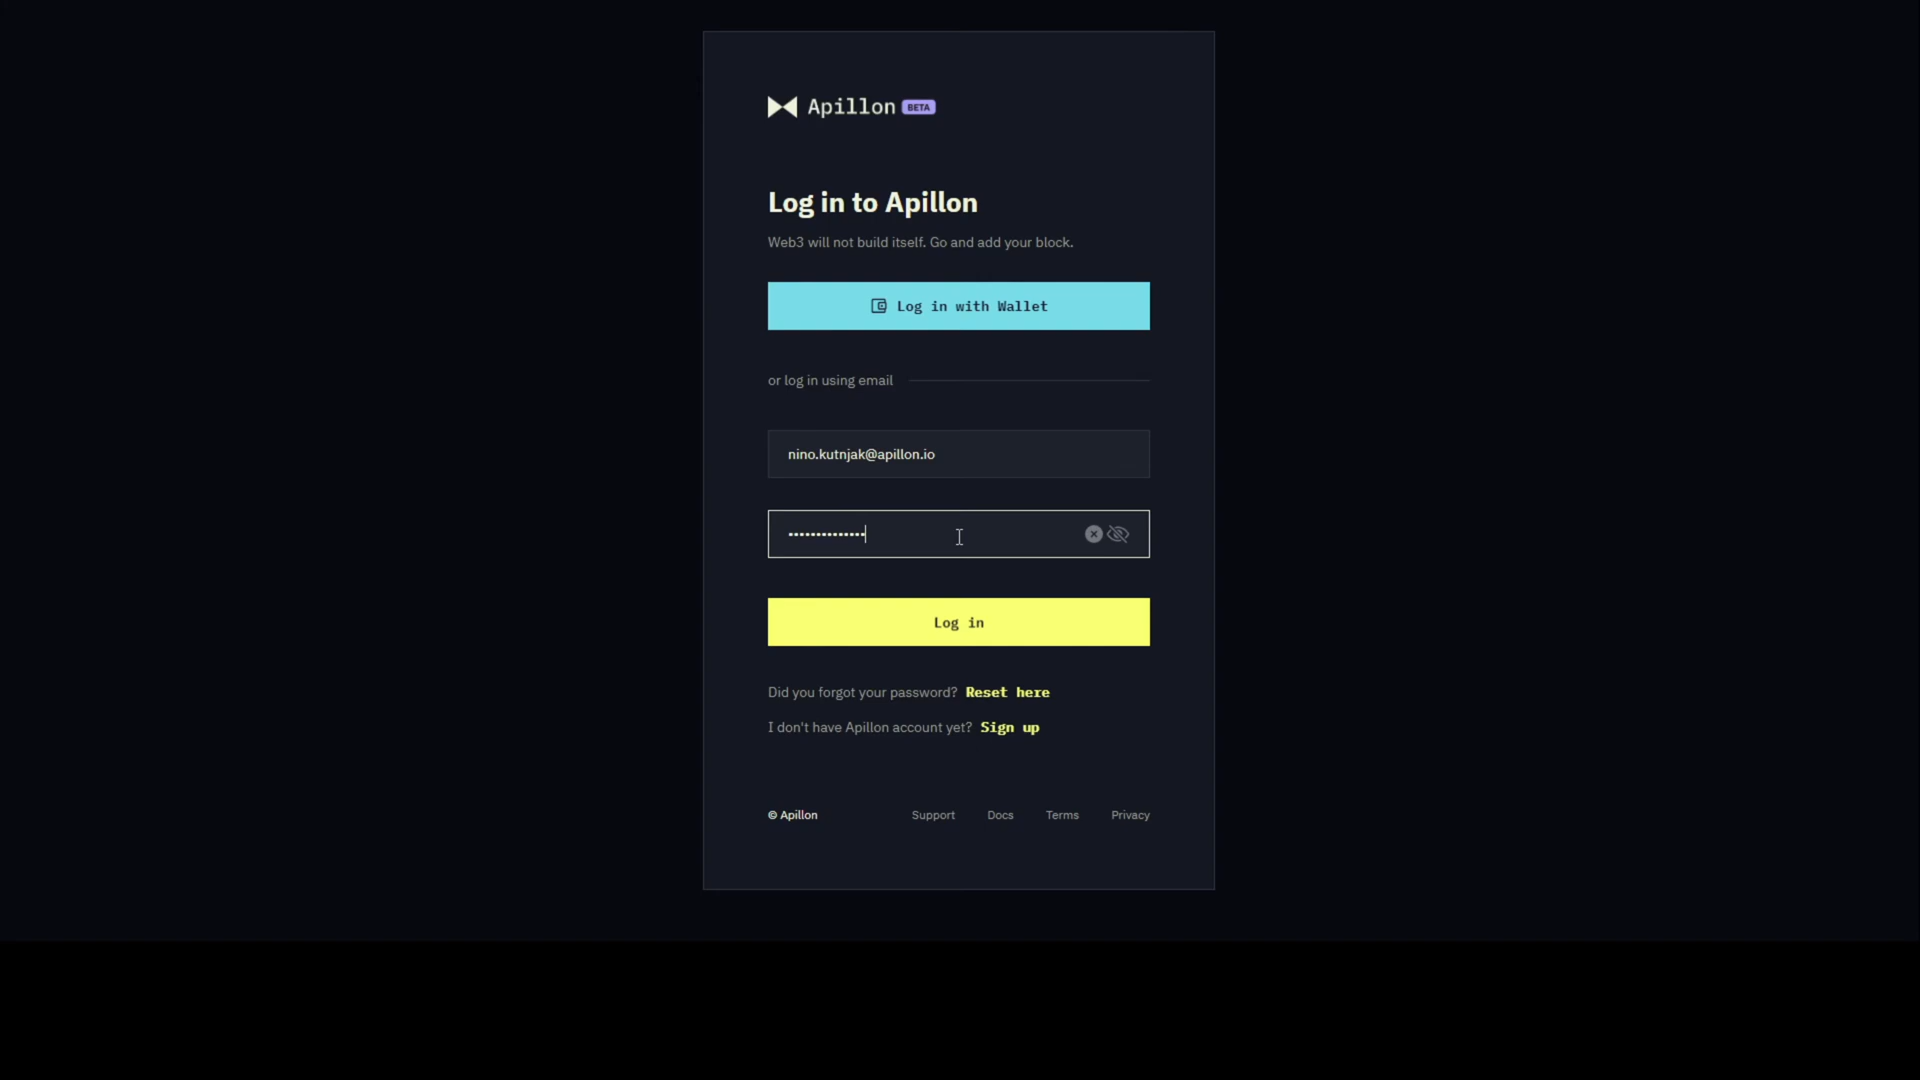 Apillon BETA
Log in to Apillon
Web3 will not build itself. Go and add your block.
Log in with Wallet
or log in using email
nino.kutnjak@apillon.io
••••••••••••••
Log in
Did you forgot your password? Reset here
I don't have Apillon account yet? Sign up
© Apillon Support Docs Terms Privacy